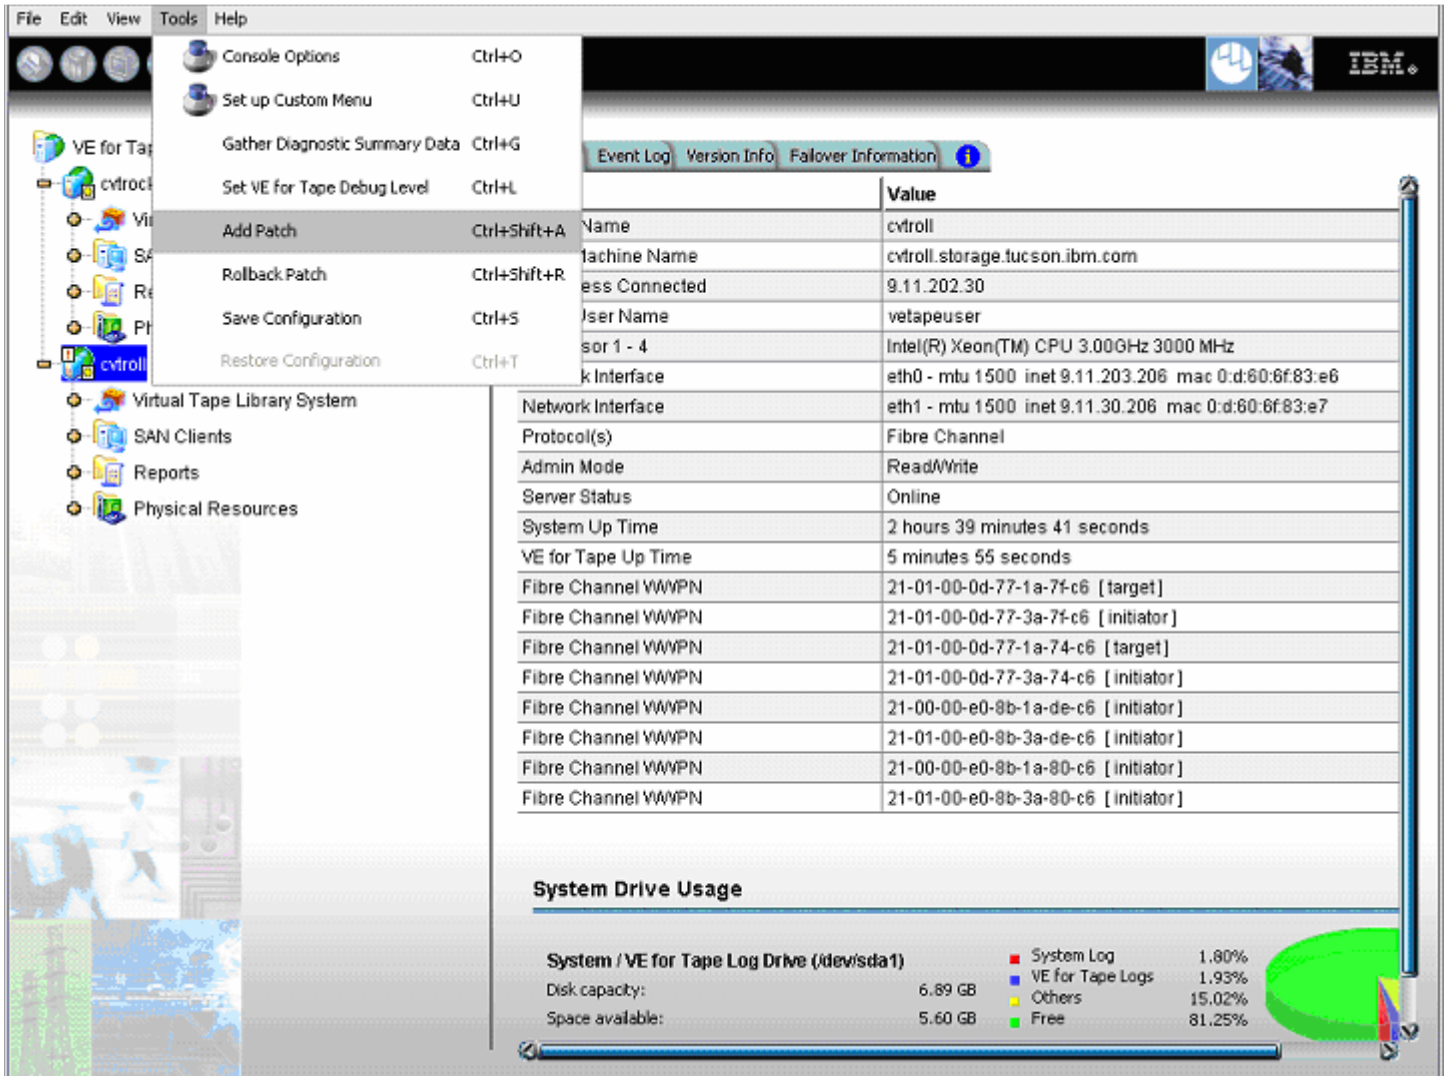 File Edit View Tools Help
Console Options Ctrl+O
Set up Custom Menu Ctrl+U
Gather Diagnostic Summary Data Ctrl+G
Set VE for Tape Debug Level Ctrl+L
Add Patch Ctrl+Shift+A
Rollback Patch Ctrl+Shift+R
Save Configuration Ctrl+S
Restore Configuration Ctrl+T
IBM
VE for Ta
cvtrock
Vi
SA
Re
Ph
cvtroll
Virtual Tape Library System
SAN Clients
Reports
Physical Resources
Event Log Version Info Failover Information
Value
Name cvtroll
achine Name cvtroll.storage.tucson.ibm.com
ess Connected 9.11.202.30
ser Name vetapeuser
sor 1 - 4 Intel(R) Xeon(TM) CPU 3.00GHz 3000 MHz
k Interface eth0 - mtu 1500 inet 9.11.203.206 mac 0:d:60:6f:83:e6
Network Interface eth1 - mtu 1500 inet 9.11.30.206 mac 0:d:60:6f:83:e7
Protocol(s) Fibre Channel
Admin Mode Read/Write
Server Status Online
System Up Time 2 hours 39 minutes 41 seconds
VE for Tape Up Time 5 minutes 55 seconds
Fibre Channel WWPN 21-01-00-0d-77-1a-7f-c6 [target]
Fibre Channel WWPN 21-01-00-0d-77-3a-7f-c6 [initiator]
Fibre Channel WWPN 21-01-00-0d-77-1a-74-c6 [target]
Fibre Channel WWPN 21-01-00-0d-77-3a-74-c6 [initiator]
Fibre Channel WWPN 21-00-00-e0-8b-1a-de-c6 [initiator]
Fibre Channel WWPN 21-01-00-e0-8b-3a-de-c6 [initiator]
Fibre Channel WWPN 21-00-00-e0-8b-1a-80-c6 [initiator]
Fibre Channel WWPN 21-01-00-e0-8b-3a-80-c6 [initiator]
System Drive Usage
System / VE for Tape Log Drive (/dev/sda1)
Disk capacity: 6.89 GB
Space available: 5.60 GB
System Log 1.80%
VE for Tape Logs 1.93%
Others 15.02%
Free 81.25%